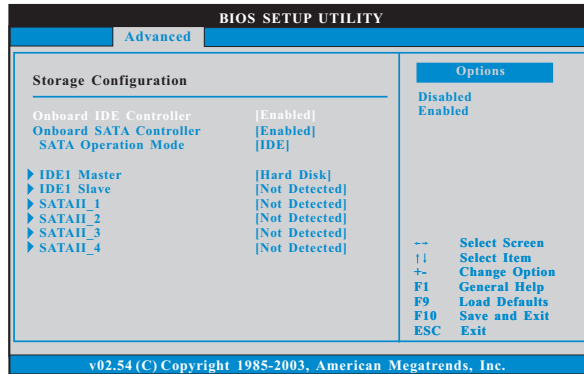 BIOS SETUP UTILITY
Advanced
Storage Configuration
Onboard IDE Controller [Enabled]
Onboard SATA Controller [Enabled]
SATA Operation Mode [IDE]
IDE1 Master [Hard Disk]
IDE1 Slave [Not Detected]
SATAII_1 [Not Detected]
SATAII_2 [Not Detected]
SATAII_3 [Not Detected]
SATAII_4 [Not Detected]
Options
Disabled
Enabled
←→ Select Screen
↑↓ Select Item
+- Change Option
F1 General Help
F9 Load Defaults
F10 Save and Exit
ESC Exit
v02.54 (C) Copyright 1985-2003, American Megatrends, Inc.